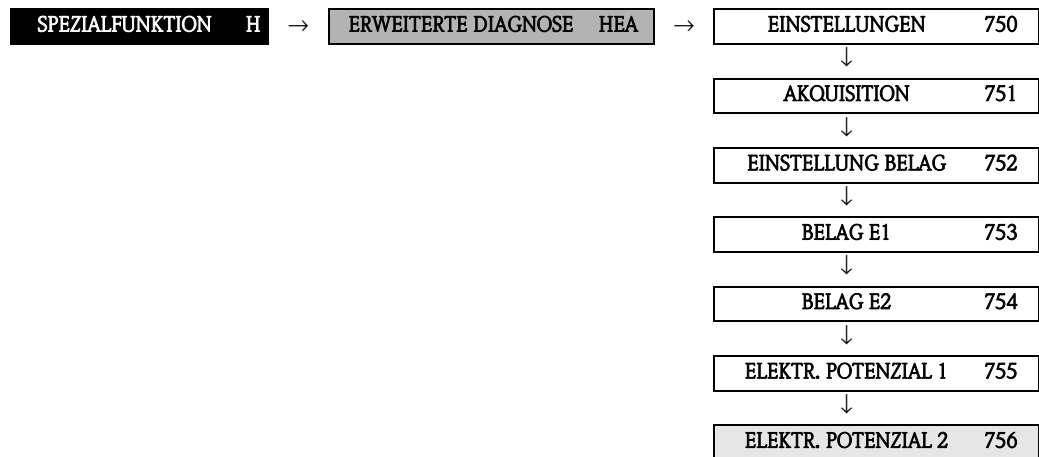 SPEZIALFUNKTION H → ERWEITERTE DIAGNOSE HEA → EINSTELLUNGEN 750
↓
AKQUISITION 751
↓
EINSTELLUNG BELAG 752
↓
BELAG E1 753
↓
BELAG E2 754
↓
ELEKTR. POTENZIAL 1 755
↓
ELEKTR. POTENZIAL 2 756